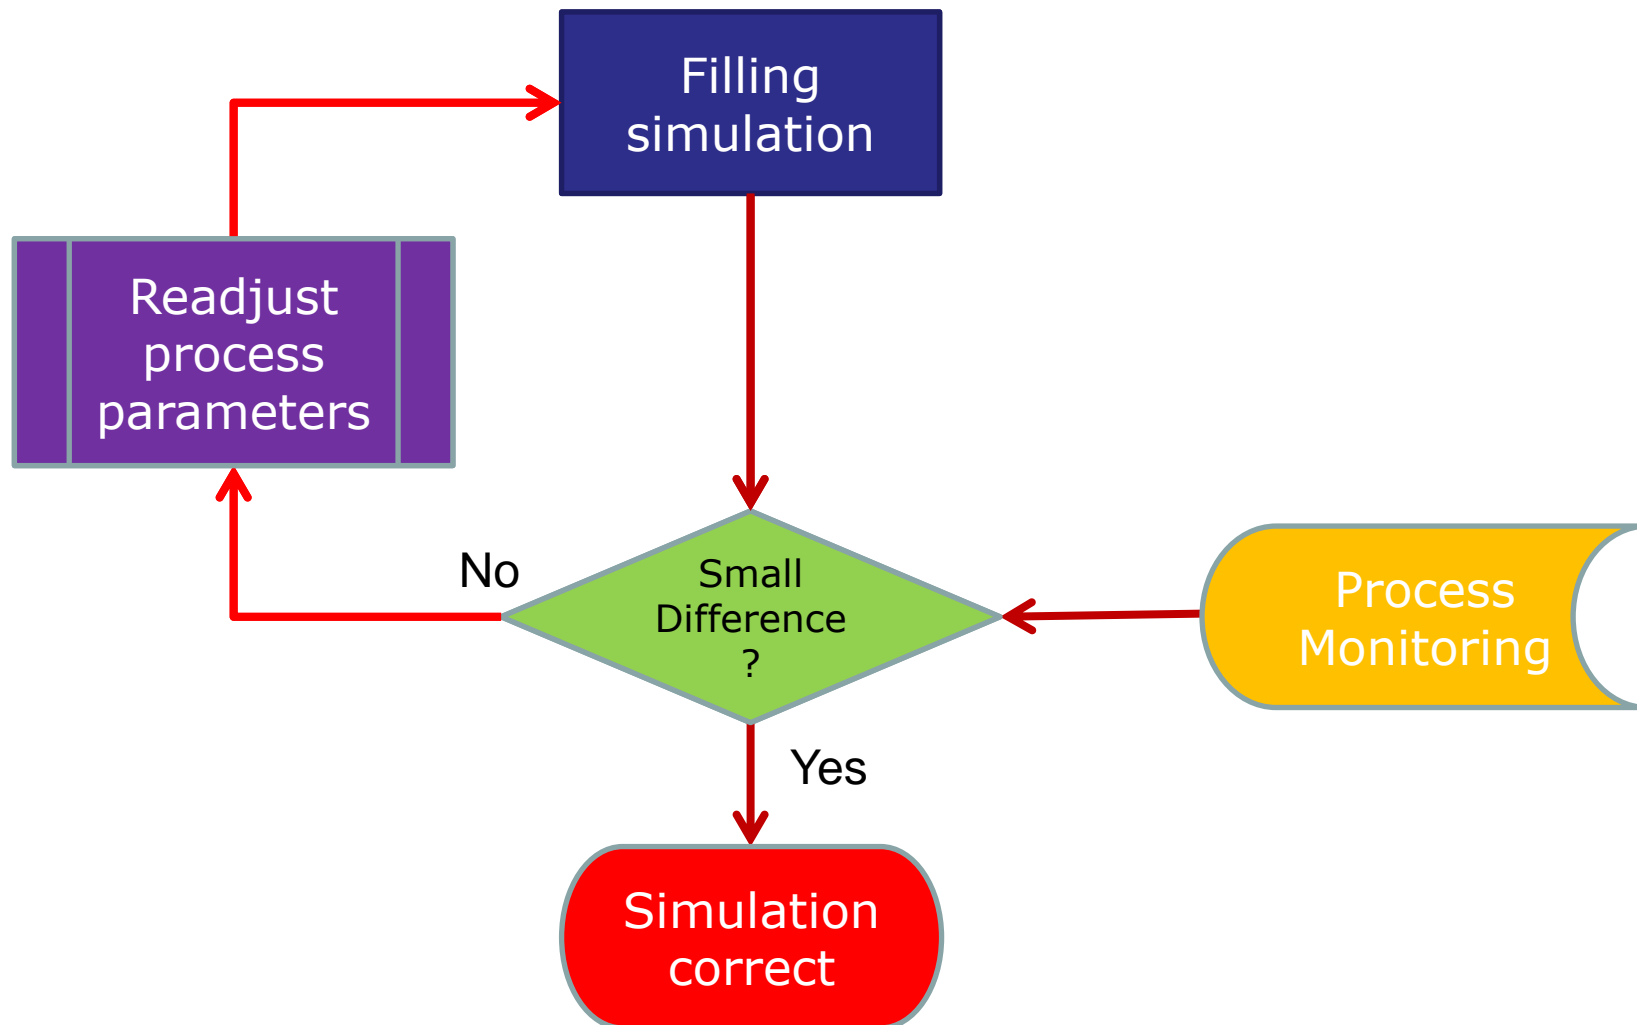 Filling
simulation
Readjust
process
parameters
No
Small
Difference
?
Process
Monitoring
Yes
Simulation
correct